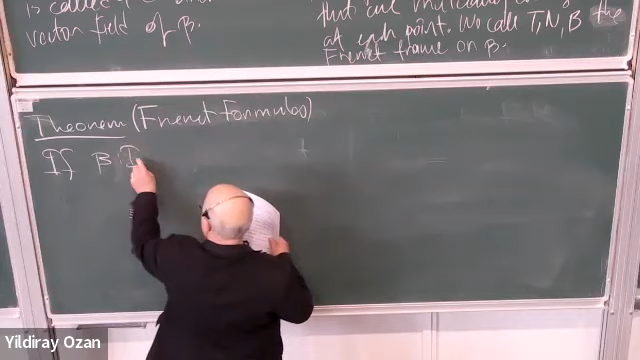 is called
vector field of β.
that are mutually
at each point. We call T, N, B the
Frenet frame on β.
Theorem (Frenet Formulas)
If β: I
Yildiray Ozan